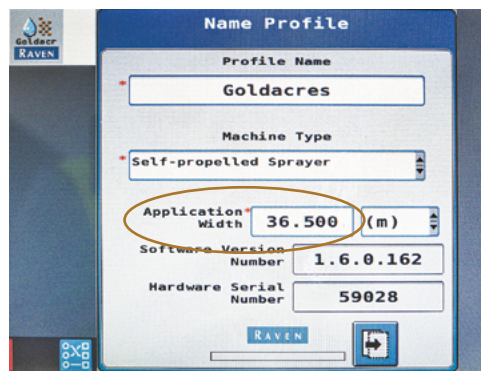 Goldacr
RAVEN
Name Profile
Profile Name
* Goldacres
Machine Type
* Self-propelled Sprayer
Application* Width 36.500 (m)
Software Version Number 1.6.0.162
Hardware Serial Number 59028
RAVEN